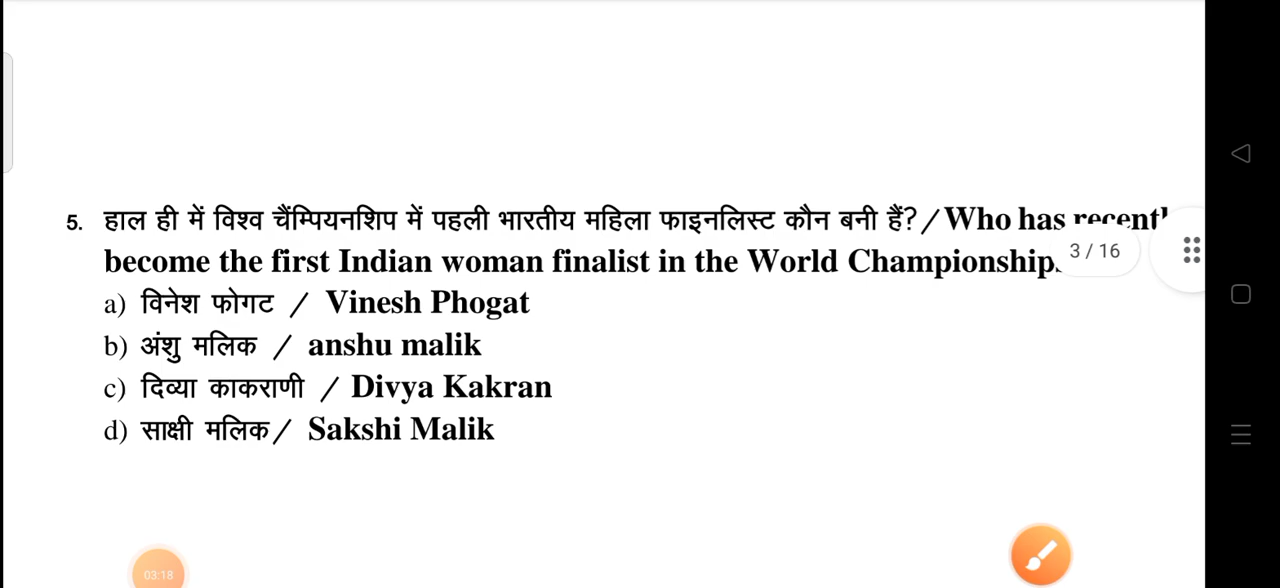 5. हाल ही में विश्व चैंम्पियनशिप में पहली भारतीय महिला फाइनलिस्ट कौन बनी हैं?/Who has
become the first Indian woman finalist in the World Championship
3 / 16
a) विनेश फोगट / Vinesh Phogat
b) अंशु मलिक / anshu malik
c) दिव्या काकराणी / Divya Kakran
d) साक्षी मलिक/ Sakshi Malik
03:18